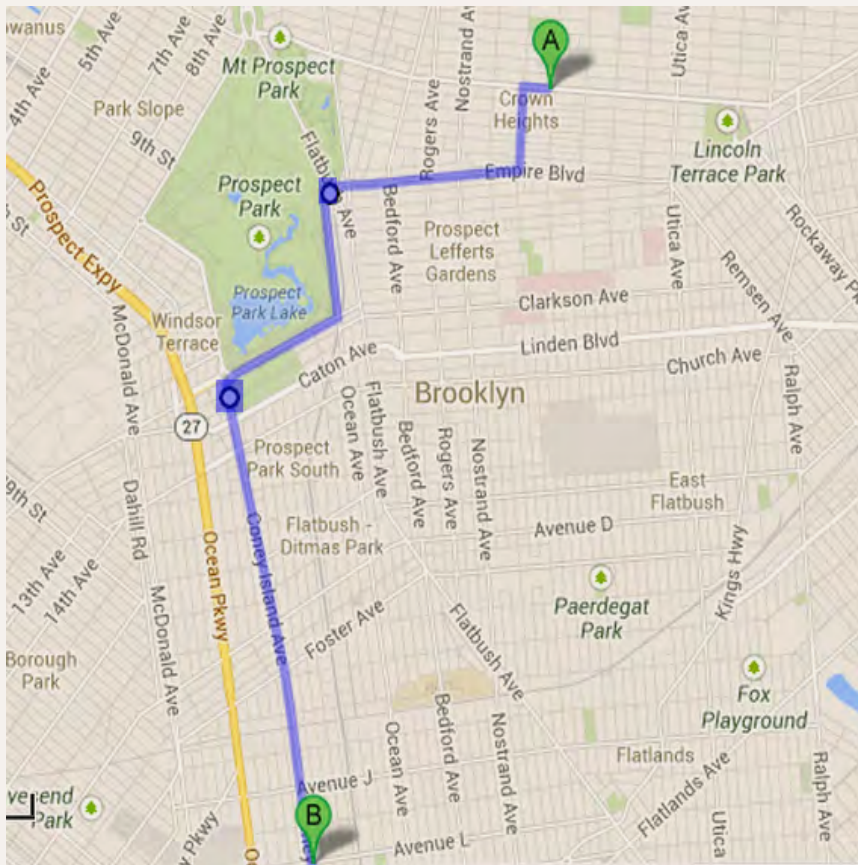 owanus
5th Ave
7th Ave
8th Ave
4th Ave
Mt Prospect
Park
Park Slope
9th St
Flatbush Ave
Rogers Ave
Nostrand Av
Utica Av
A
Crown
Heights
Lincoln
Terrace Park
Empire Blvd
Prospect
Park
Bedford Ave
Prospect
Lefferts
Gardens
Utica Ave
Rockaway Pk
Remsen Ave
Prospect Expy
Prospect
Park Lake
Clarkson Ave
Windsor
Terrace
McDonald Ave
Caton Ave
Linden Blvd
Church Ave
Ralph Ave
Brooklyn
27
Prospect
Park South
Ocean Ave
Flatbush Ave
Bedford Ave
Rogers Ave
Nostrand Ave
East
Flatbush
39th St
Dahill Rd
Flatbush -
Ditmas Park
Avenue D
Kings Hwy
13th Ave
14th Ave
Ocean Pkwy
Coney Island Ave
Foster Ave
Paerdegat
Park
McDonald Ave
Flatbush Ave
Borough
Park
Fox
Playground
Ocean Ave
Bedford Ave
Nostrand Ave
Flatlands
Flatlands Ave
Ralph Ave
Avenue J
B
Avenue L
Utica
Park